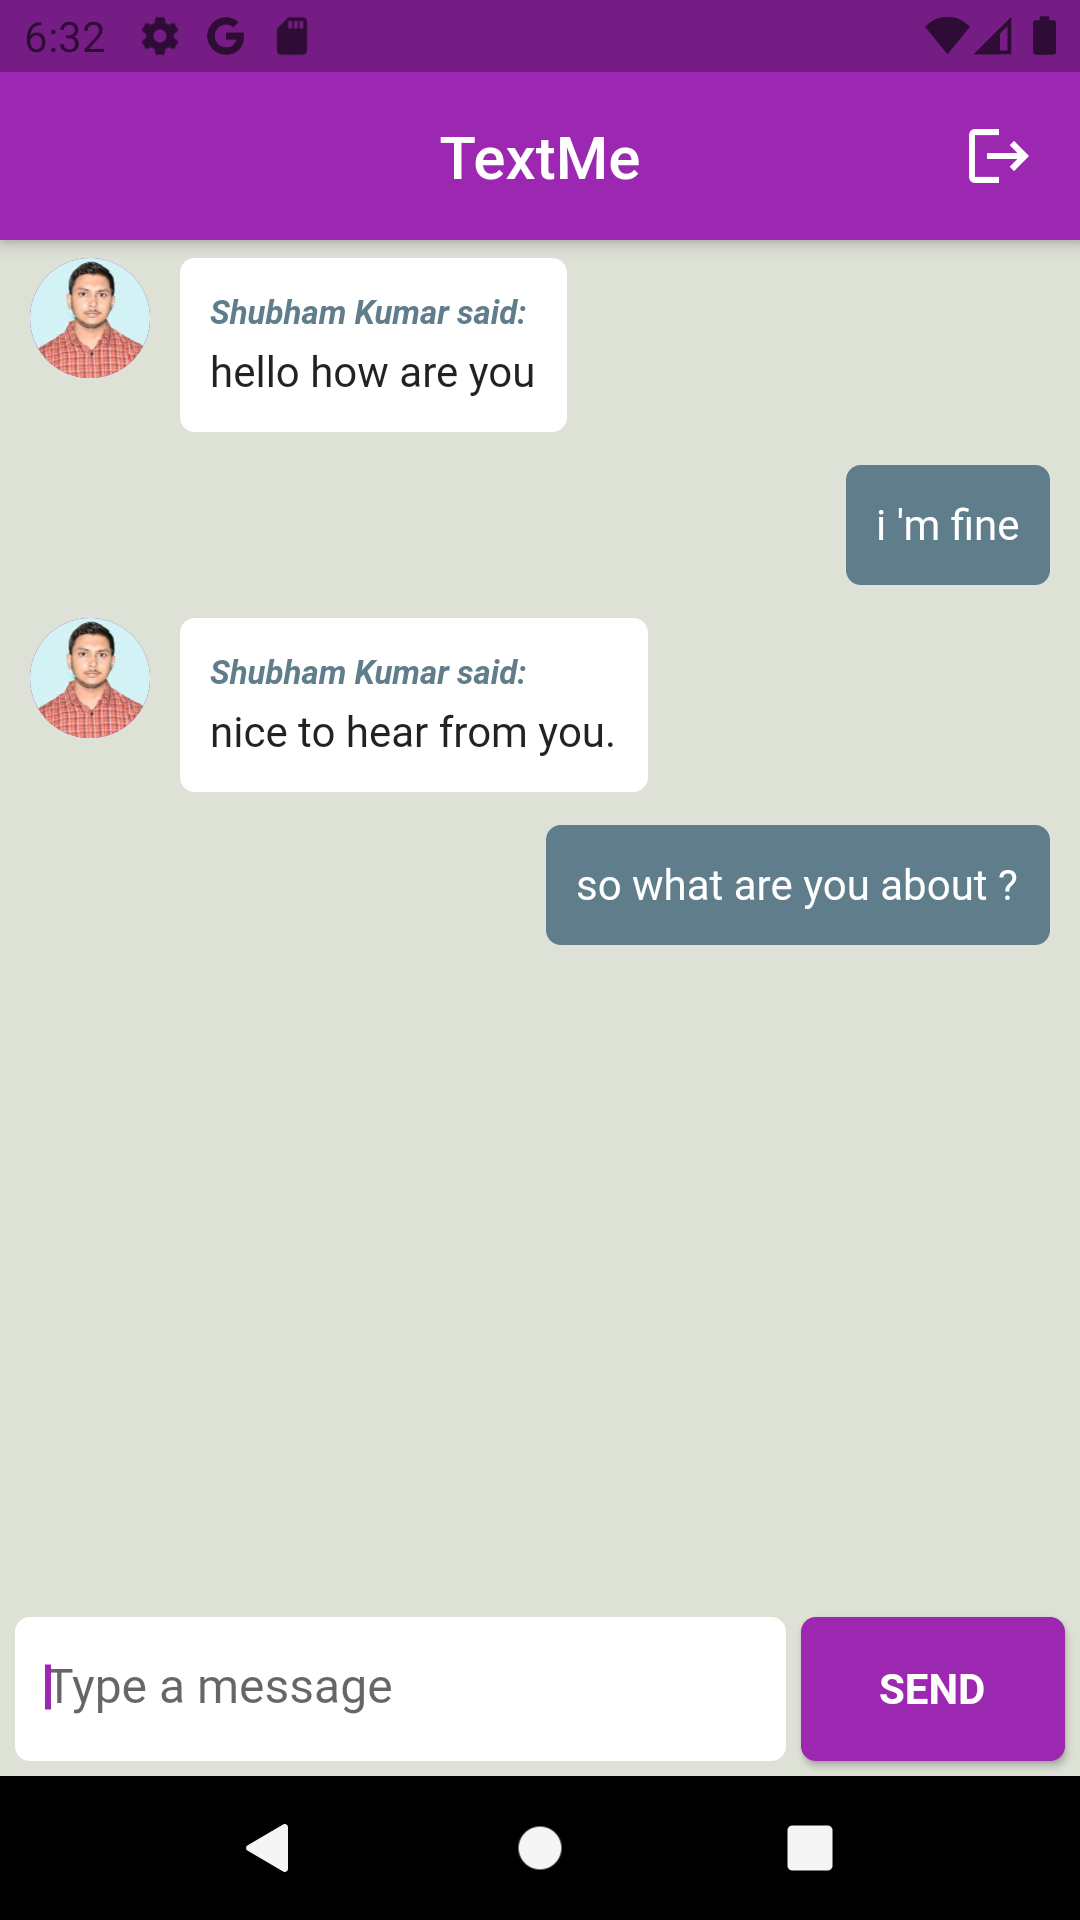 6:32
TextMe
Shubham Kumar said:
hello how are you
i 'm fine
Shubham Kumar said:
nice to hear from you.
so what are you about ?
Type a message
SEND